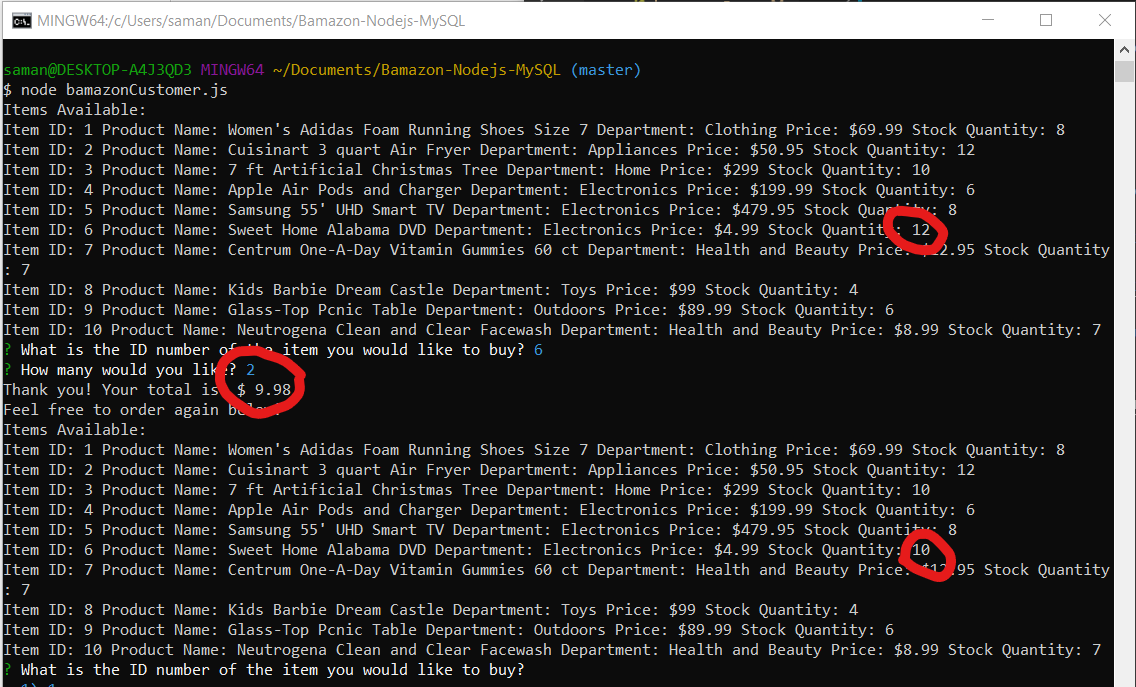 MINGW64:/c/Users/saman/Documents/Bamazon-Nodejs-MySQL
saman@DESKTOP-A4J3QD3 MINGW64 ~/Documents/Bamazon-Nodejs-MySQL (master)
$ node bamazonCustomer.js
Items Available:
Item ID: 1 Product Name: Women's Adidas Foam Running Shoes Size 7 Department: Clothing Price: $69.99 Stock Quantity: 8
Item ID: 2 Product Name: Cuisinart 3 quart Air Fryer Department: Appliances Price: $50.95 Stock Quantity: 12
Item ID: 3 Product Name: 7 ft Artificial Christmas Tree Department: Home Price: $299 Stock Quantity: 10
Item ID: 4 Product Name: Apple Air Pods and Charger Department: Electronics Price: $199.99 Stock Quantity: 6
Item ID: 5 Product Name: Samsung 55' UHD Smart TV Department: Electronics Price: $479.95 Stock Quantity: 8
Item ID: 6 Product Name: Sweet Home Alabama DVD Department: Electronics Price: $4.99 Stock Quantity: 12
Item ID: 7 Product Name: Centrum One-A-Day Vitamin Gummies 60 ct Department: Health and Beauty Price: $12.95 Stock Quantity
: 7
Item ID: 8 Product Name: Kids Barbie Dream Castle Department: Toys Price: $99 Stock Quantity: 4
Item ID: 9 Product Name: Glass-Top Pcnic Table Department: Outdoors Price: $89.99 Stock Quantity: 6
Item ID: 10 Product Name: Neutrogena Clean and Clear Facewash Department: Health and Beauty Price: $8.99 Stock Quantity: 7
? What is the ID number of the item you would like to buy? 6
? How many would you like? 2
Thank you! Your total is $ 9.98
Feel free to order again
Items Available:
Item ID: 1 Product Name: Women's Adidas Foam Running Shoes Size 7 Department: Clothing Price: $69.99 Stock Quantity: 8
Item ID: 2 Product Name: Cuisinart 3 quart Air Fryer Department: Appliances Price: $50.95 Stock Quantity: 12
Item ID: 3 Product Name: 7 ft Artificial Christmas Tree Department: Home Price: $299 Stock Quantity: 10
Item ID: 4 Product Name: Apple Air Pods and Charger Department: Electronics Price: $199.99 Stock Quantity: 6
Item ID: 5 Product Name: Samsung 55' UHD Smart TV Department: Electronics Price: $479.95 Stock Quantity: 8
Item ID: 6 Product Name: Sweet Home Alabama DVD Department: Electronics Price: $4.99 Stock Quantity: 10
Item ID: 7 Product Name: Centrum One-A-Day Vitamin Gummies 60 ct Department: Health and Beauty Price: $12.95 Stock Quantity
: 7
Item ID: 8 Product Name: Kids Barbie Dream Castle Department: Toys Price: $99 Stock Quantity: 4
Item ID: 9 Product Name: Glass-Top Pcnic Table Department: Outdoors Price: $89.99 Stock Quantity: 6
Item ID: 10 Product Name: Neutrogena Clean and Clear Facewash Department: Health and Beauty Price: $8.99 Stock Quantity: 7
? What is the ID number of the item you would like to buy?